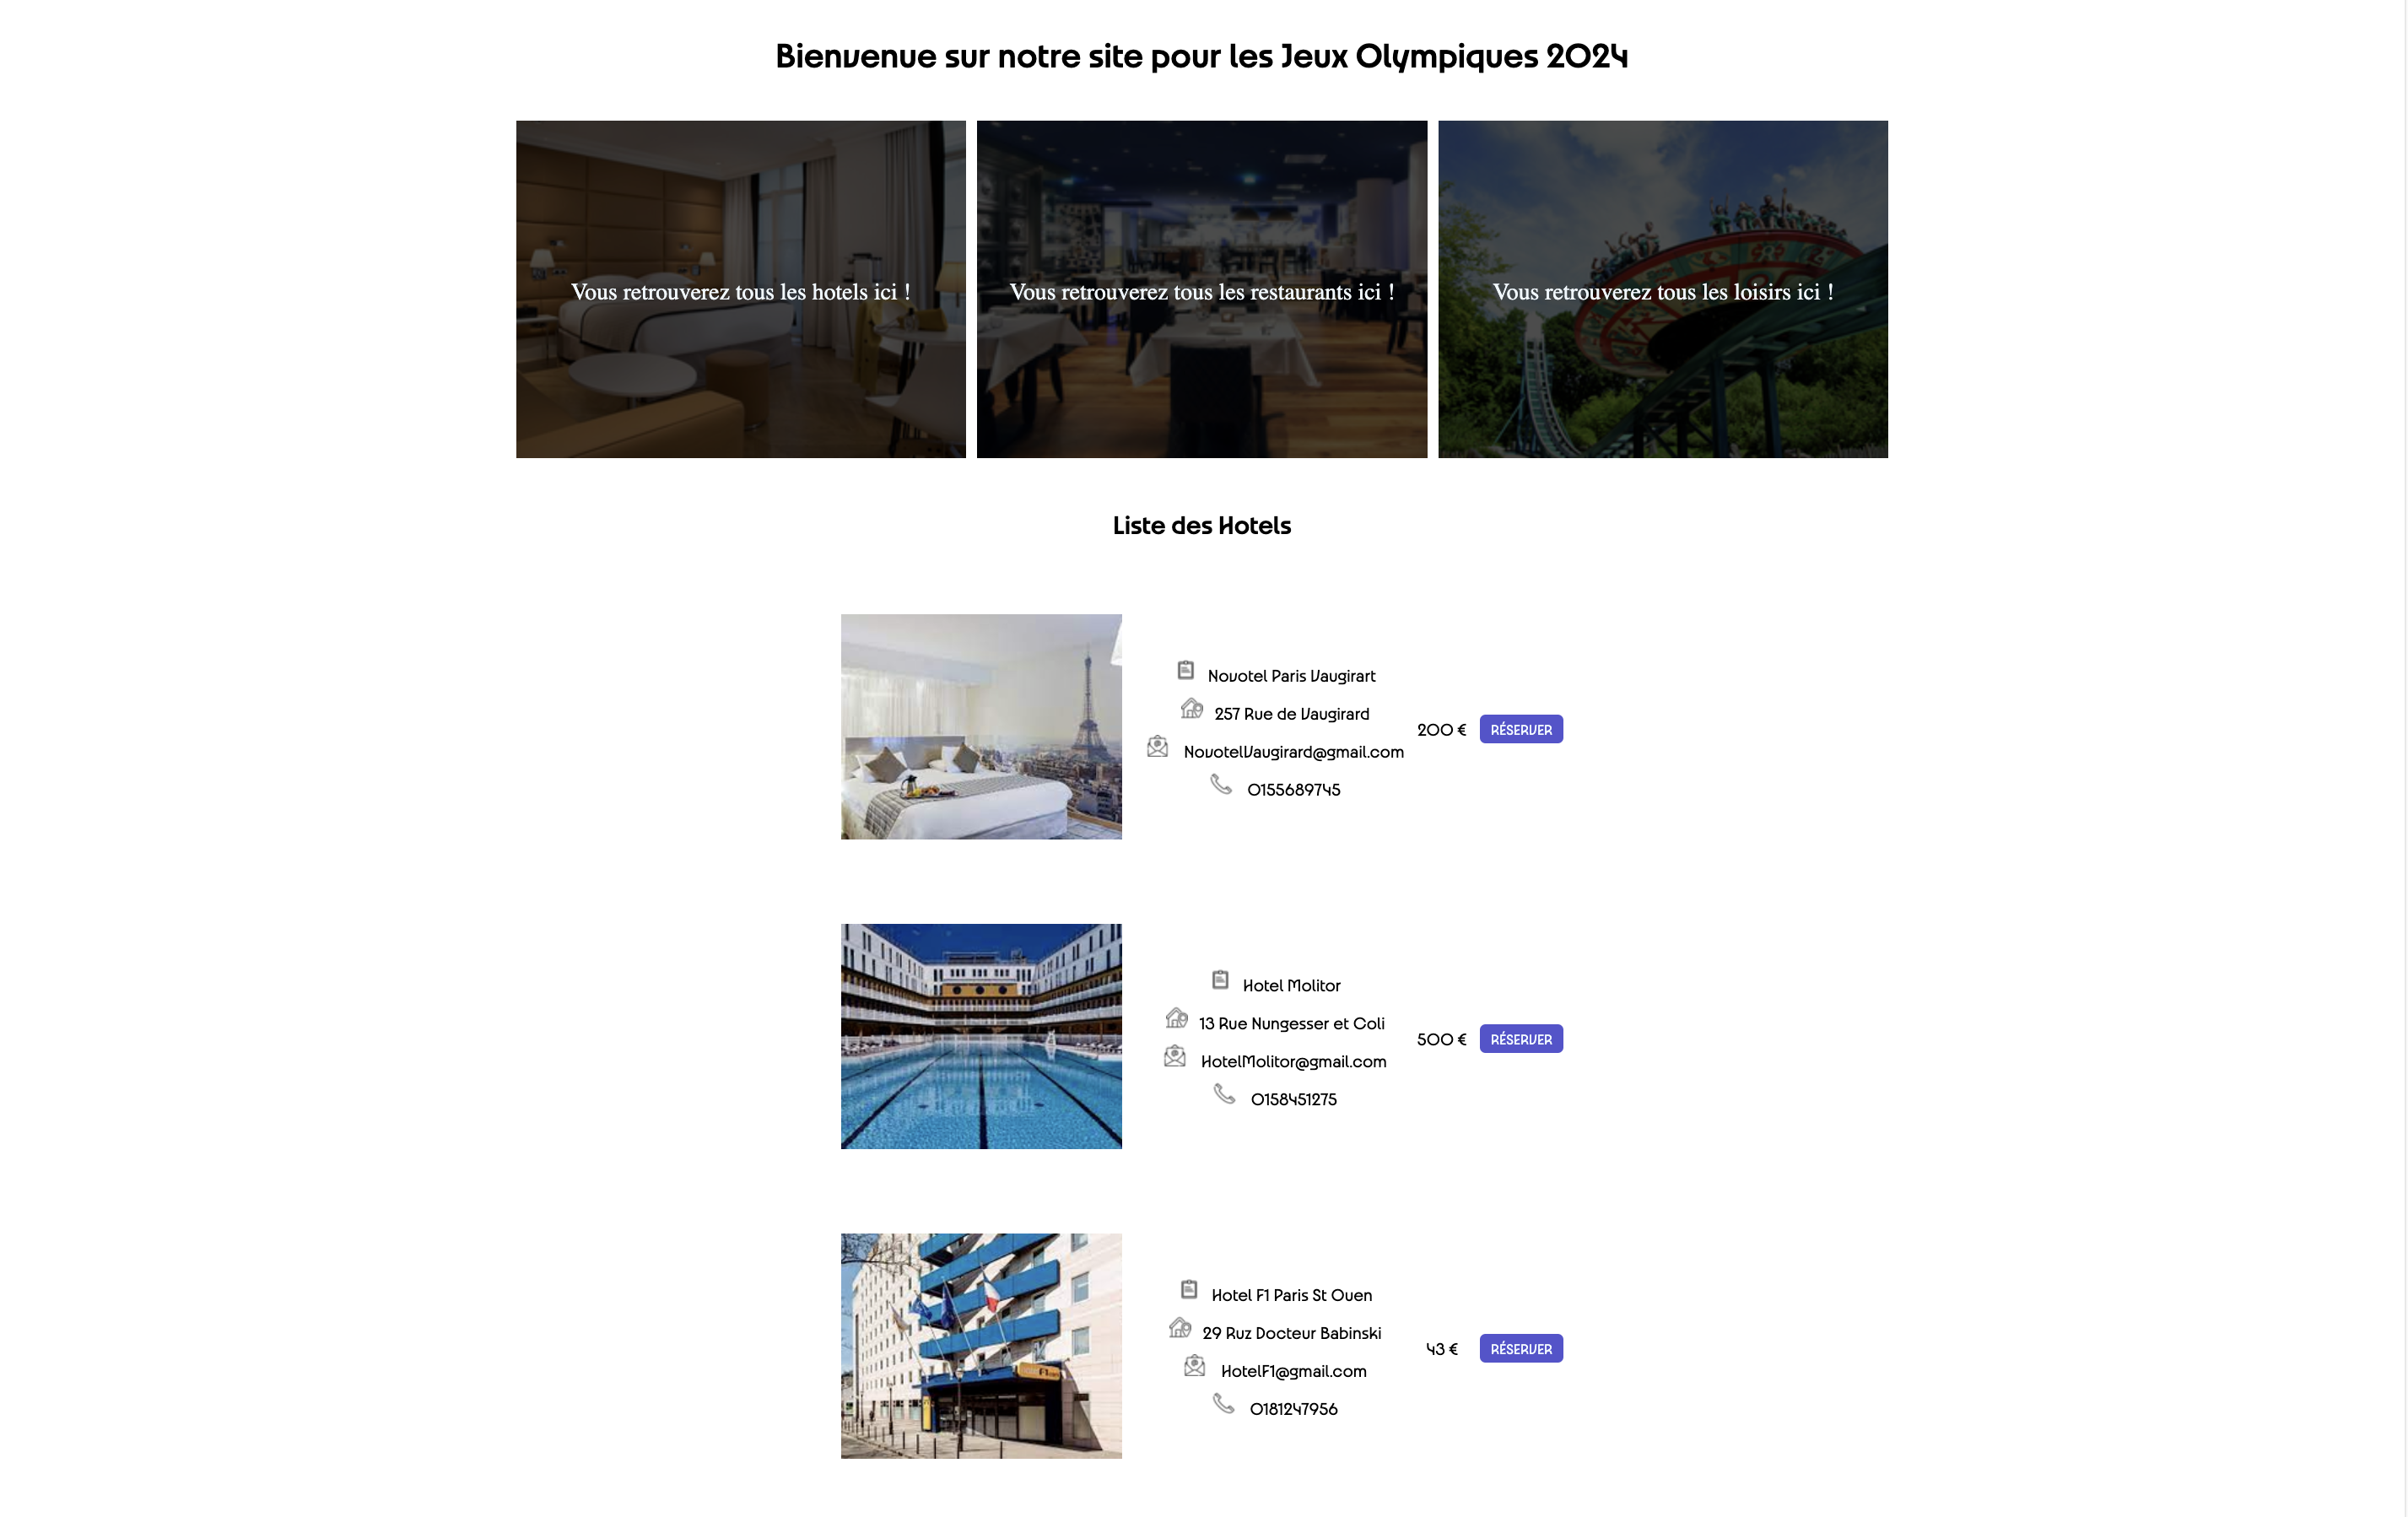 Bienvenue sur notre site pour les Jeux Olympiques 2024
Vous retrouverez tous les hotels ici !
Vous retrouverez tous les restaurants ici !
Vous retrouverez tous les loisirs ici !
Liste des Hotels
Novotel Paris Vaugirart
257 Rue de Vaugirard
NovotelVaugirard@gmail.com
0155689745
200 €
RÉSERVER
Hotel Molitor
13 Rue Nungesser et Coli
HotelMolitor@gmail.com
0158451275
500 €
RÉSERVER
Hotel F1 Paris St Ouen
29 Ruz Docteur Babinski
HotelF1@gmail.com
0181247956
43 €
RÉSERVER